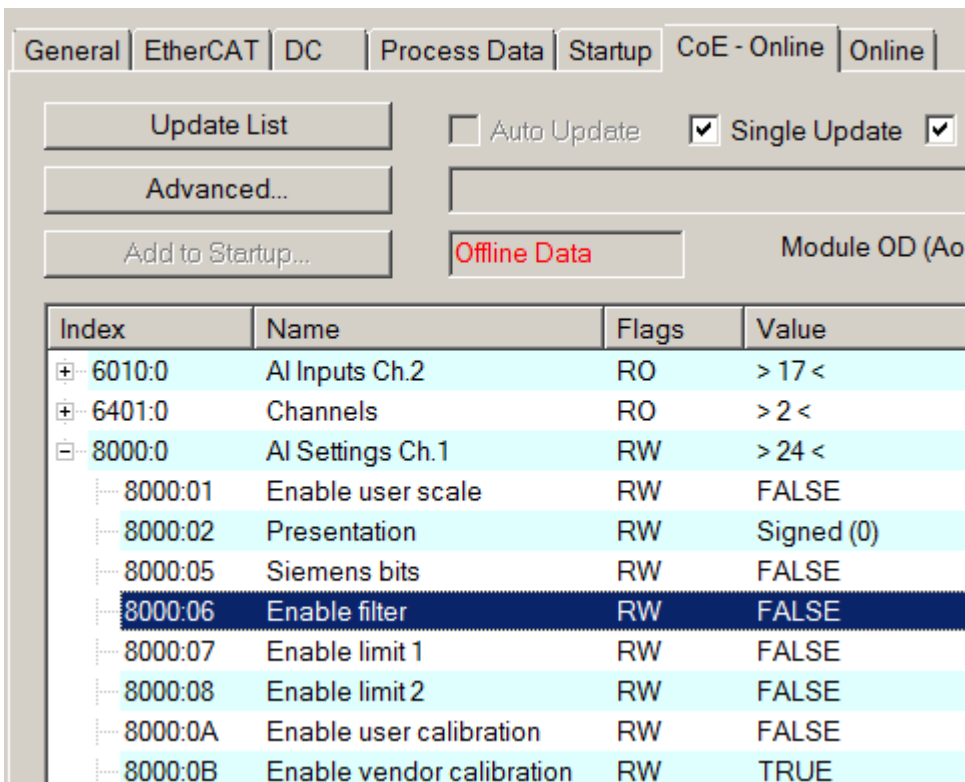 General EtherCAT DC Process Data Startup CoE - Online Online
Update List Auto Update Single Update
Advanced...
Add to Startup... Offline Data Module OD (Ao
Index Name Flags Value
6010:0 AI Inputs Ch.2 RO > 17 <
6401:0 Channels RO > 2 <
8000:0 AI Settings Ch.1 RW > 24 <
8000:01 Enable user scale RW FALSE
8000:02 Presentation RW Signed (0)
8000:05 Siemens bits RW FALSE
8000:06 Enable filter RW FALSE
8000:07 Enable limit 1 RW FALSE
8000:08 Enable limit 2 RW FALSE
8000:0A Enable user calibration RW FALSE
8000:0B Enable vendor calibration RW TRUE